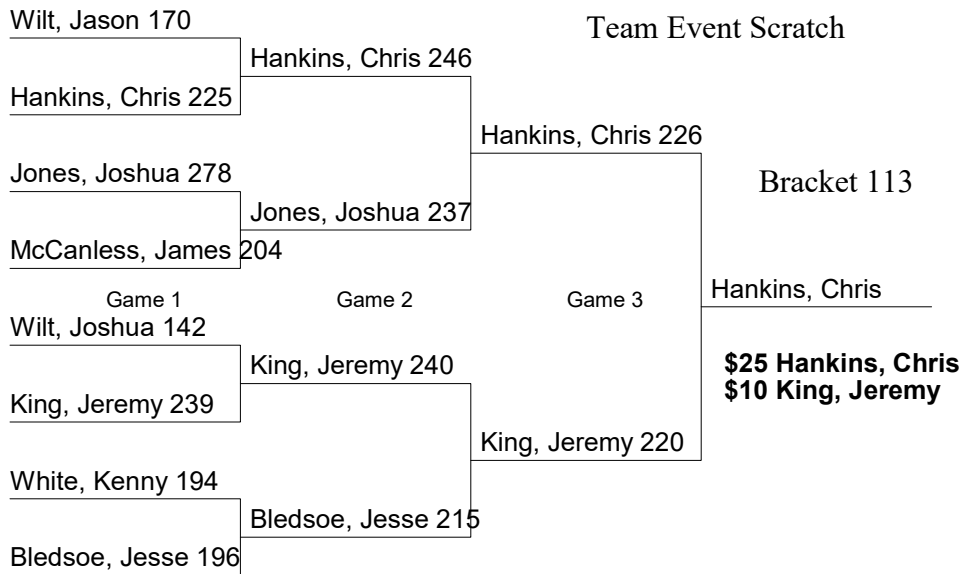 Wilt, Jason 170
Team Event Scratch
Hankins, Chris 246
Hankins, Chris 225
Hankins, Chris 226
Jones, Joshua 278
Bracket 113
Jones, Joshua 237
McCanless, James 204
Game 1
Game 2
Game 3
Hankins, Chris
Wilt, Joshua 142
King, Jeremy 240
$25 Hankins, Chris
$10 King, Jeremy
King, Jeremy 239
King, Jeremy 220
White, Kenny 194
Bledsoe, Jesse 215
Bledsoe, Jesse 196